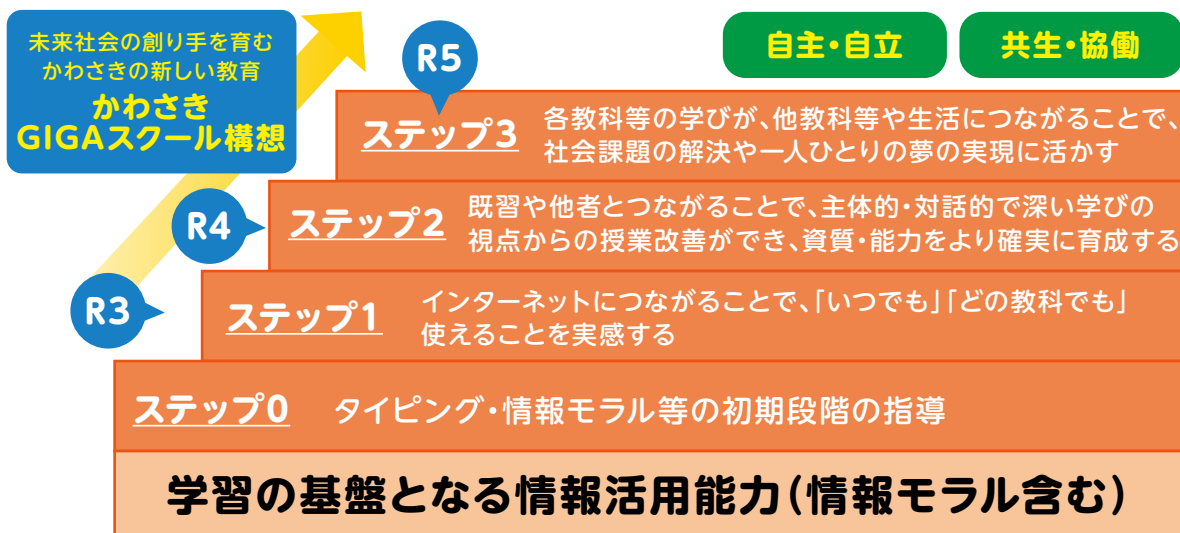 未来社会の創り手を育む
かわさきの新しい教育
かわさき
GIGAスクール構想
自主・自立
共生・協働
R5
ステップ3
各教科等の学びが、他教科等や生活につながることで、
社会課題の解決や一人ひとりの夢の実現に活かす
R4
ステップ2
既習や他者とつながることで、主体的・対話的で深い学びの
視点からの授業改善ができ、資質・能力をより確実に育成する
R3
ステップ1
インターネットにつながることで、「いつでも」「どの教科でも」
使えることを実感する
ステップ0
タイピング・情報モラル等の初期段階の指導
学習の基盤となる情報活用能力(情報モラル含む)